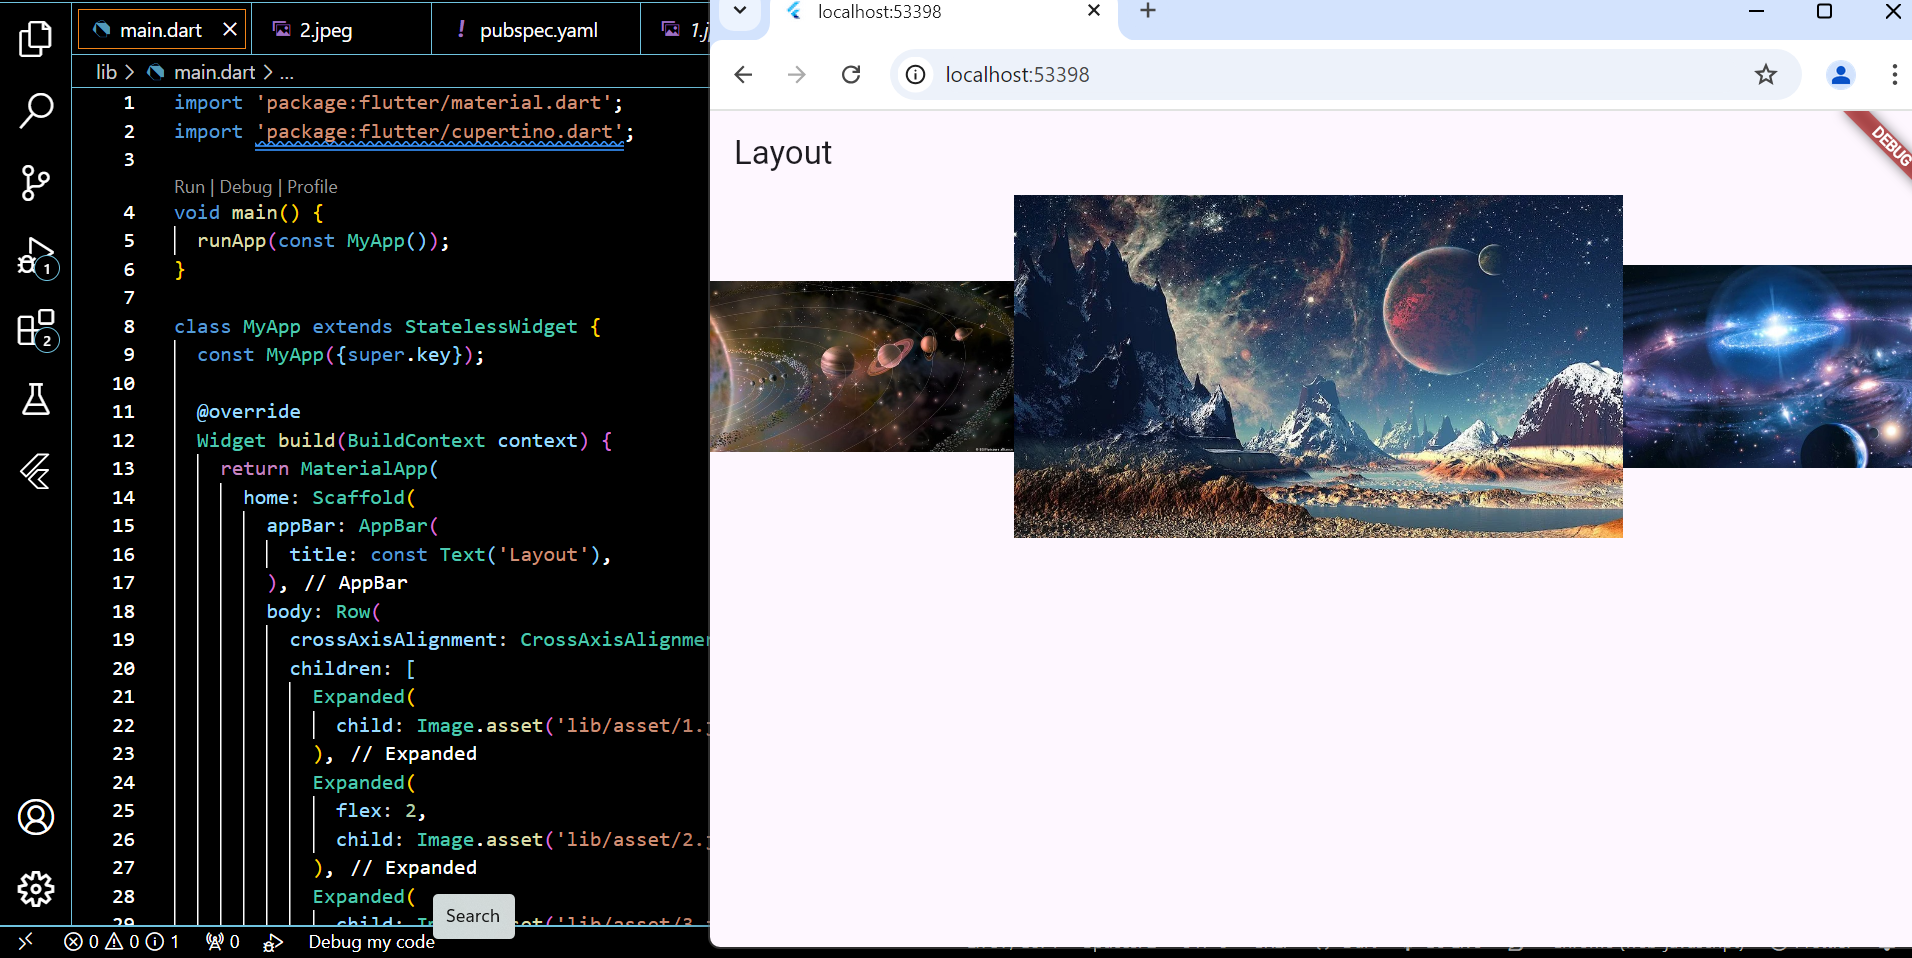 main.dart
2.jpeg
! pubspec.yaml
lib > main.dart > ...
1 import 'package:flutter/material.dart';
2 import 'package:flutter/cupertino.dart';
3
Run | Debug | Profile
4 void main() {
5 runApp(const MyApp());
6 }
7
8 class MyApp extends StatelessWidget {
9 const MyApp({super.key});
10
11 @override
12 Widget build(BuildContext context) {
13 return MaterialApp(
14 home: Scaffold(
15 appBar: AppBar(
16 title: const Text('Layout'),
17 ), // AppBar
18 body: Row(
19 crossAxisAlignment: CrossAxisAlignmen
20 children: [
21 Expanded(
22 child: Image.asset('lib/asset/1.j
23 ), // Expanded
24 Expanded(
25 flex: 2,
26 child: Image.asset('lib/asset/2.j
27 ), // Expanded
28 Expanded(
29
Search
1
2
0 0 1 0 Debug my code
localhost:53398
localhost:53398
Layout
DEBUG